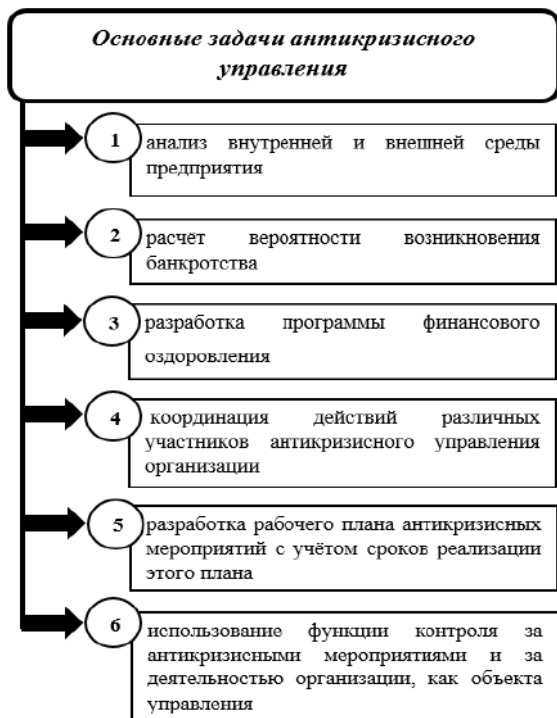 Основные задачи антикризисного
управления
1
анализ внутренней и внешней среды
предприятия
2
расчёт вероятности возникновения
банкротства
3
разработка программы финансового
оздоровления
4
координация действий различных
участников антикризисного управления
организации
5
разработка рабочего плана антикризисных
мероприятий с учётом сроков реализации
этого плана
6
использование функции контроля за
антикризисными мероприятиями и за
деятельностью организации, как объекта
управления